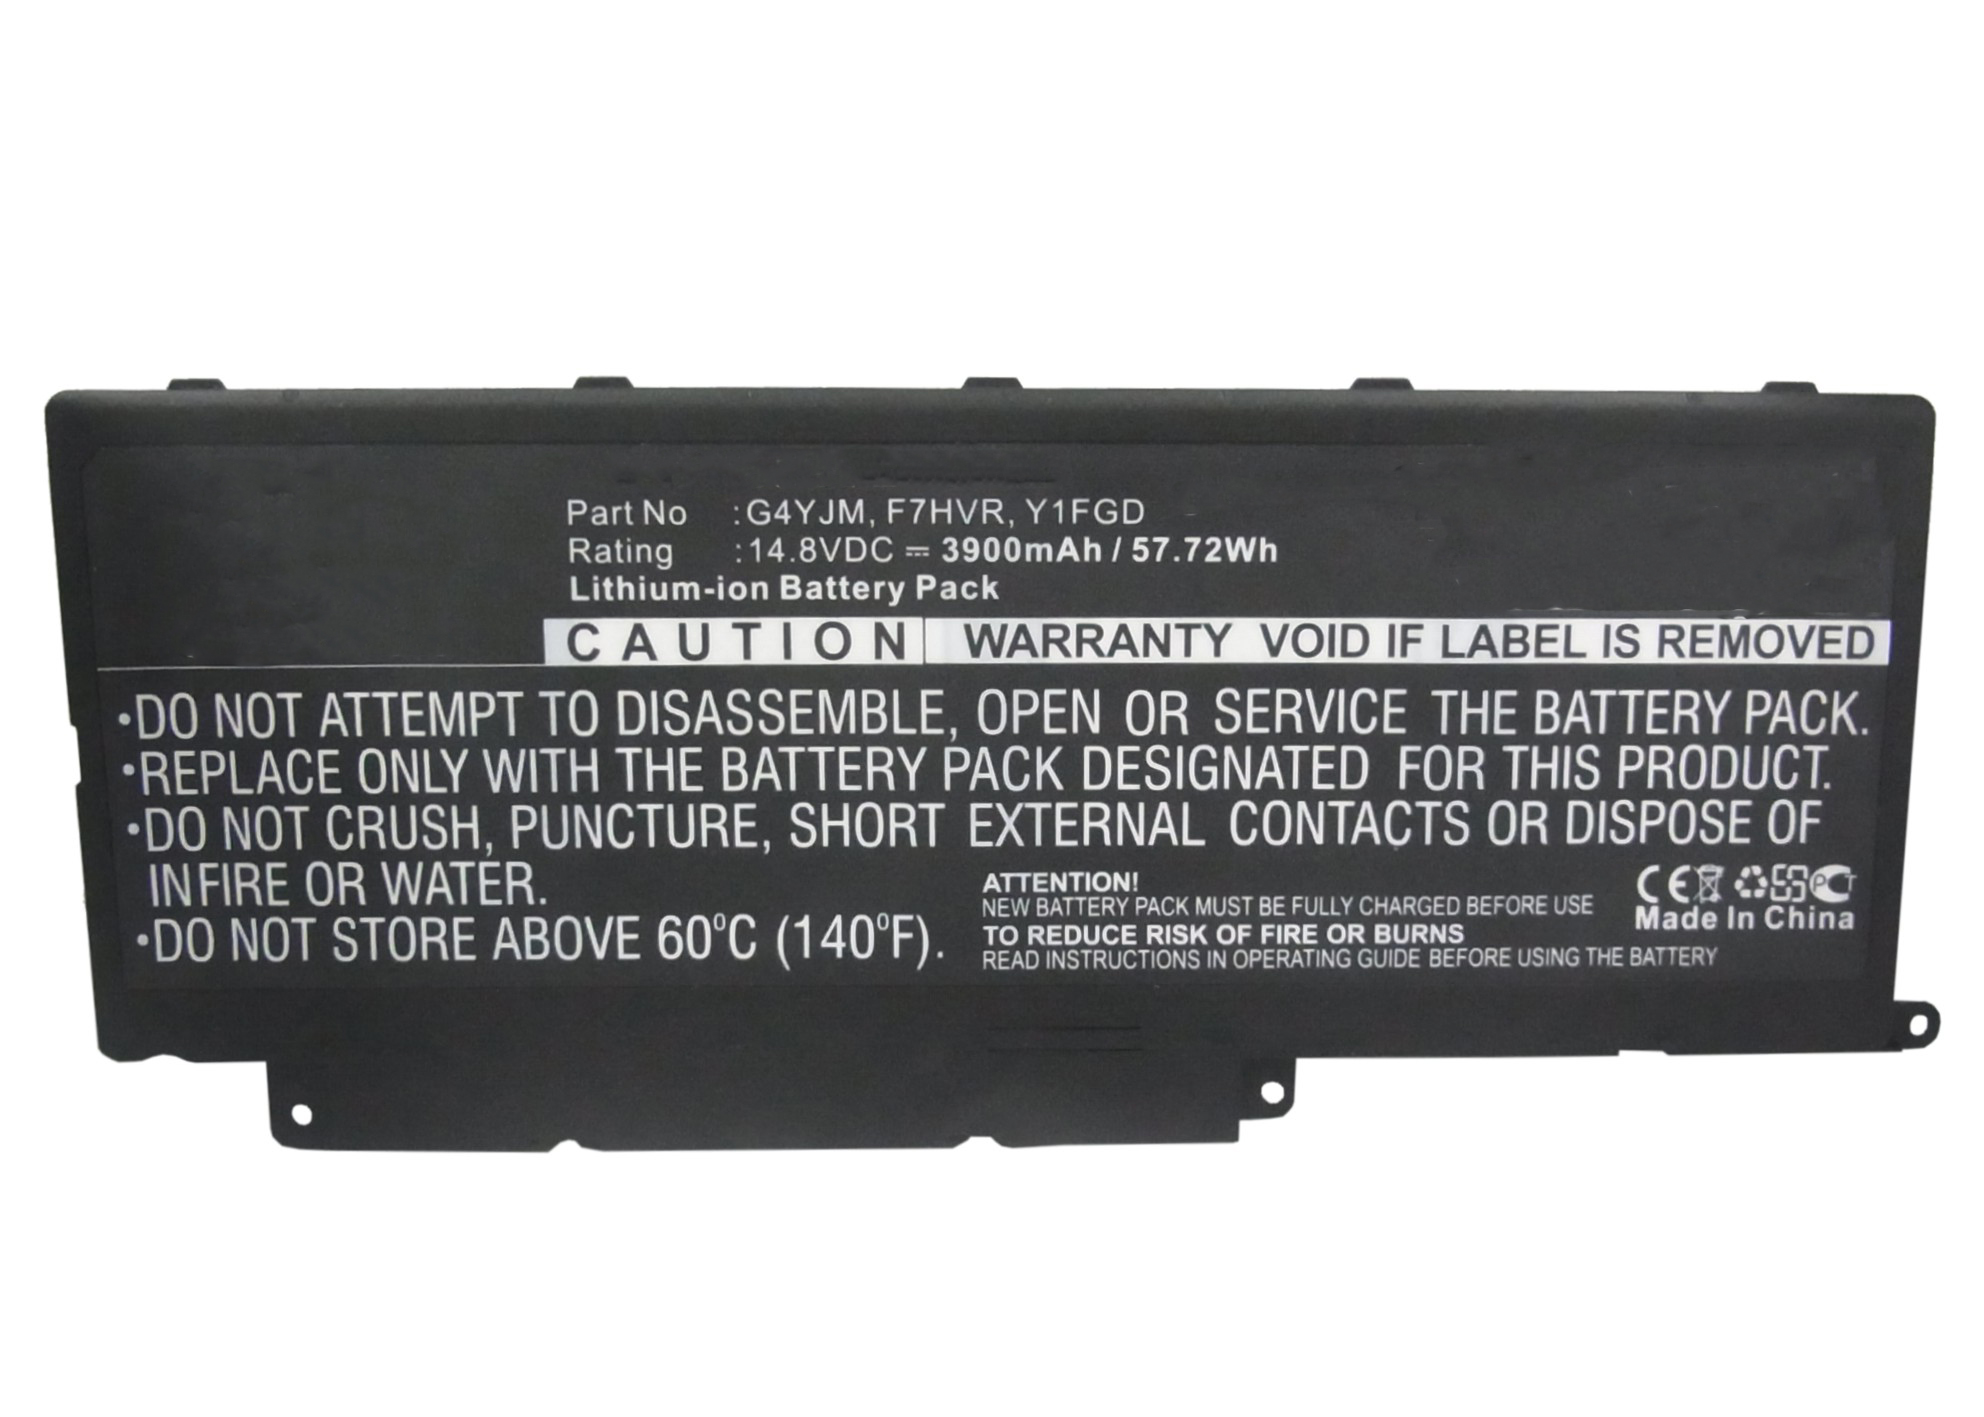 Part No :G4YJM, F7HVR, Y1FGD
Rating :14.8VDC ⎓ 3900mAh / 57.72Wh
Lithium-ion Battery Pack
CAUTION WARRANTY VOID IF LABEL IS REMOVED
•DO NOT ATTEMPT TO DISASSEMBLE, OPEN OR SERVICE THE BATTERY PACK.
•REPLACE ONLY WITH THE BATTERY PACK DESIGNATED FOR THIS PRODUCT.
•DO NOT CRUSH, PUNCTURE, SHORT EXTERNAL CONTACTS OR DISPOSE OF
IN FIRE OR WATER.
•DO NOT STORE ABOVE 60°C (140°F).
ATTENTION!
NEW BATTERY PACK MUST BE FULLY CHARGED BEFORE USE
TO REDUCE RISK OF FIRE OR BURNS
READ INSTRUCTIONS IN OPERATING GUIDE BEFORE USING THE BATTERY
CE PCT
Made In China